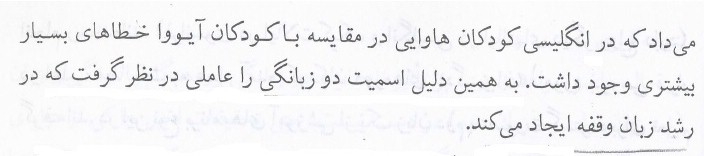 می‌داد که در انگلیسی کودکان هاوایی در مقایسه با کودکان آیووا خطاهای بسیار
بیشتری وجود داشت. به همین دلیل اسمیت دو زبانگی را عاملی در نظر گرفت که در
رشد زبان وقفه ایجاد می‌کند.